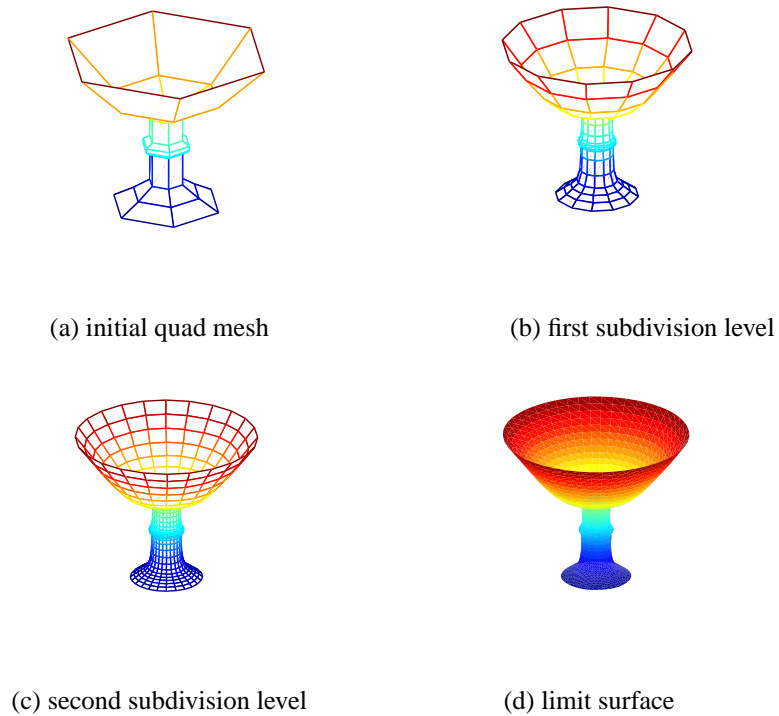 (a) initial quad mesh
(b) first subdivision level
(c) second subdivision level
(d) limit surface